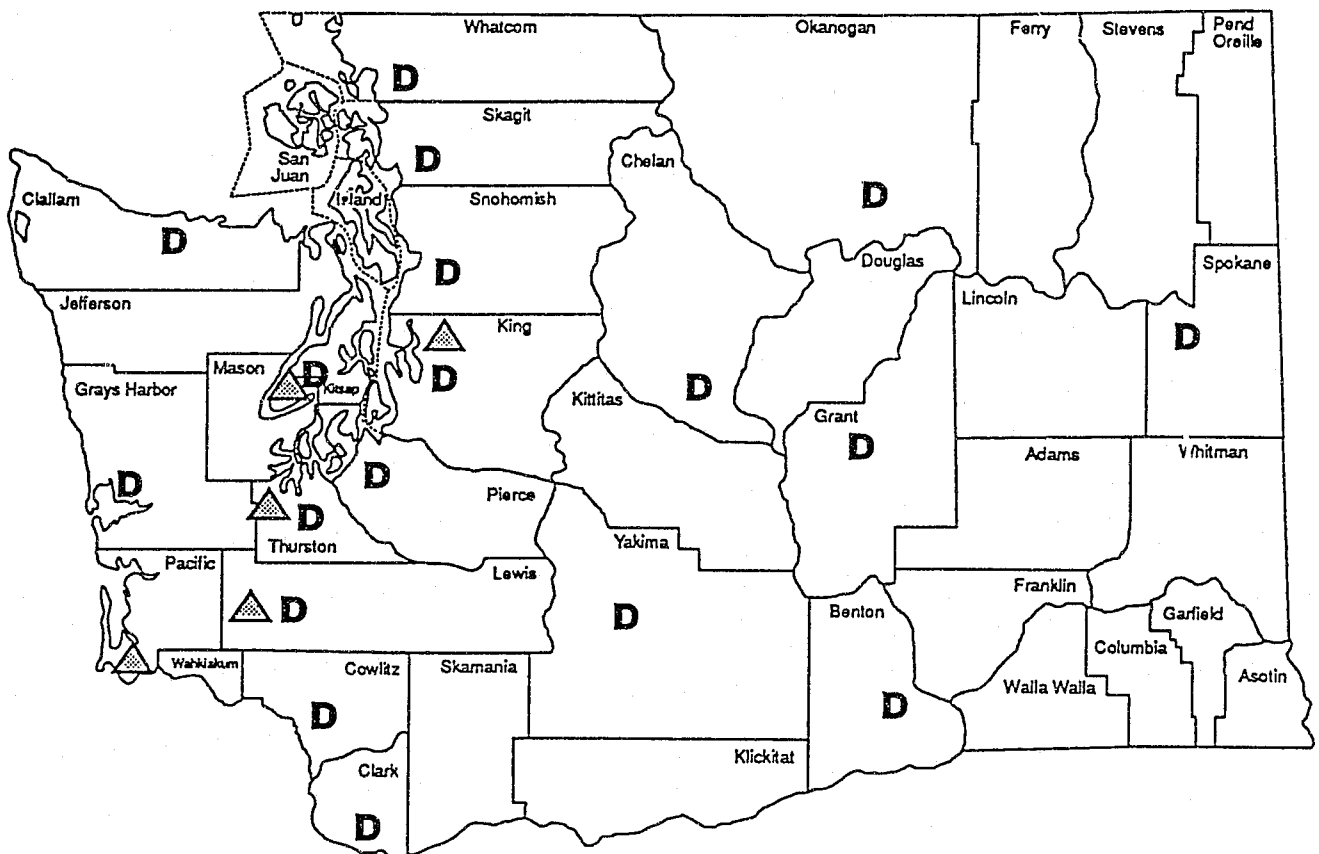 Whatcom
Okanogan
Ferry
Stevens
Pend
Oreille
D
Skagit
San
Juan
D
Chelan
Clallam
Island
Snohomish
D
D
D
Douglas
Spokane
Jefferson
Lincoln
King
D
Mason
D
Kitsap
D
D
Grays Harbor
Kittitas
Grant
D
Adams
Whitman
D
D
Pierce
D
Thurston
Yakima
Pacific
Lewis
Franklin
D
D
Benton
Garfield
Wahkiakum
Cowlitz
Skamania
Columbia
Walla Walla
Asotin
D
D
Clark
Klickitat
D